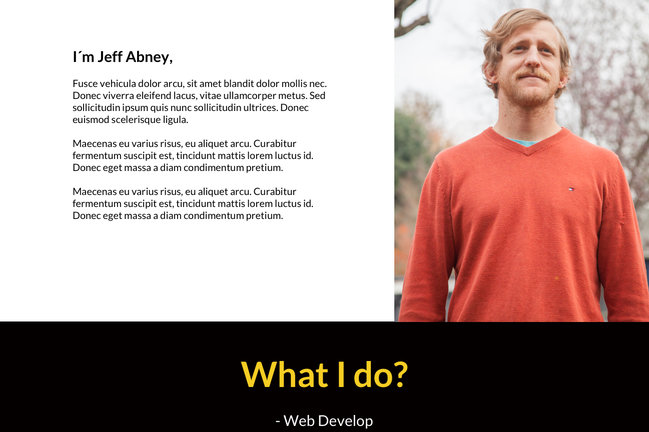 I´m Jeff Abney,
Fusce vehicula dolor arcu, sit amet blandit dolor mollis nec.
Donec viverra eleifend lacus, vitae ullamcorper metus. Sed
sollicitudin ipsum quis nunc sollicitudin ultrices. Donec
euismod scelerisque ligula.
Maecenas eu varius risus, eu aliquet arcu. Curabitur
fermentum suscipit est, tincidunt mattis lorem luctus id.
Donec eget massa a diam condimentum pretium.
Maecenas eu varius risus, eu aliquet arcu. Curabitur
fermentum suscipit est, tincidunt mattis lorem luctus id.
Donec eget massa a diam condimentum pretium.
What I do?
- Web Develop